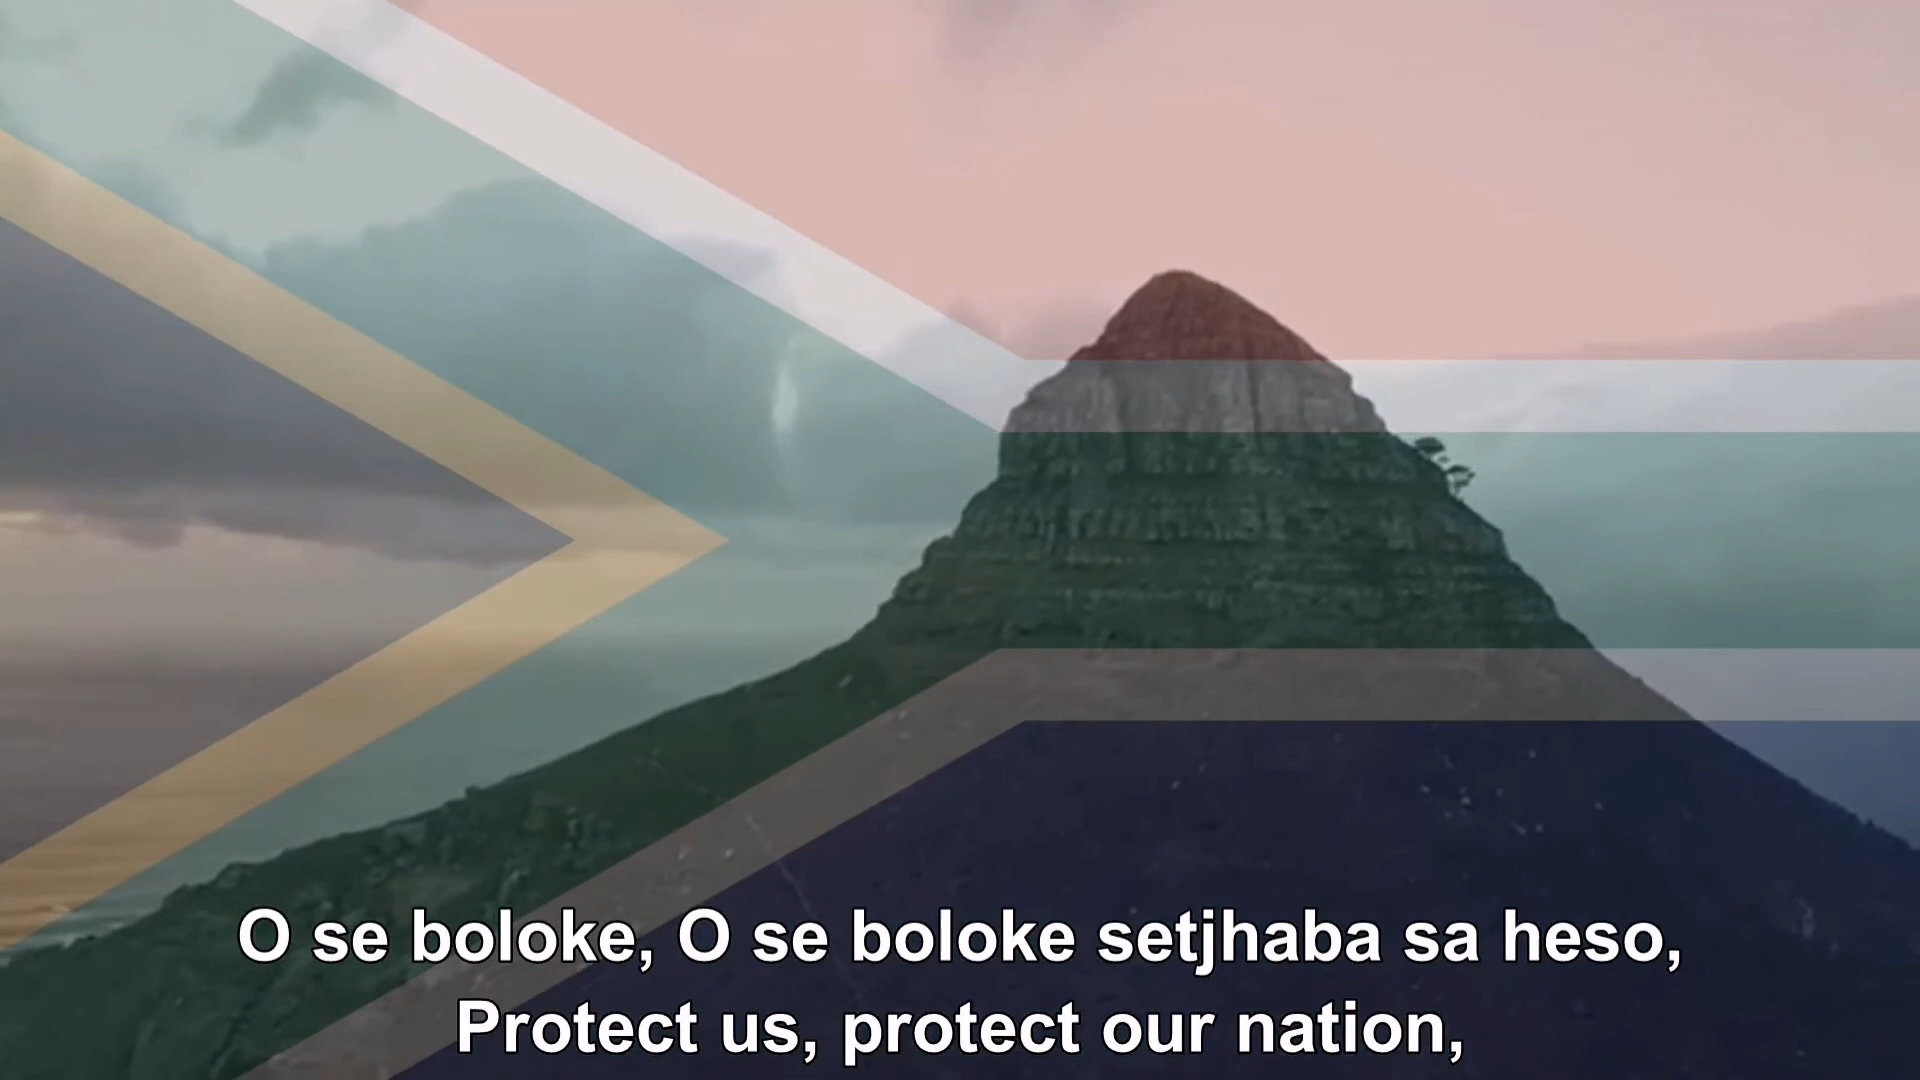 O se boloke, O se boloke setjhaba sa heso,
Protect us, protect our nation,